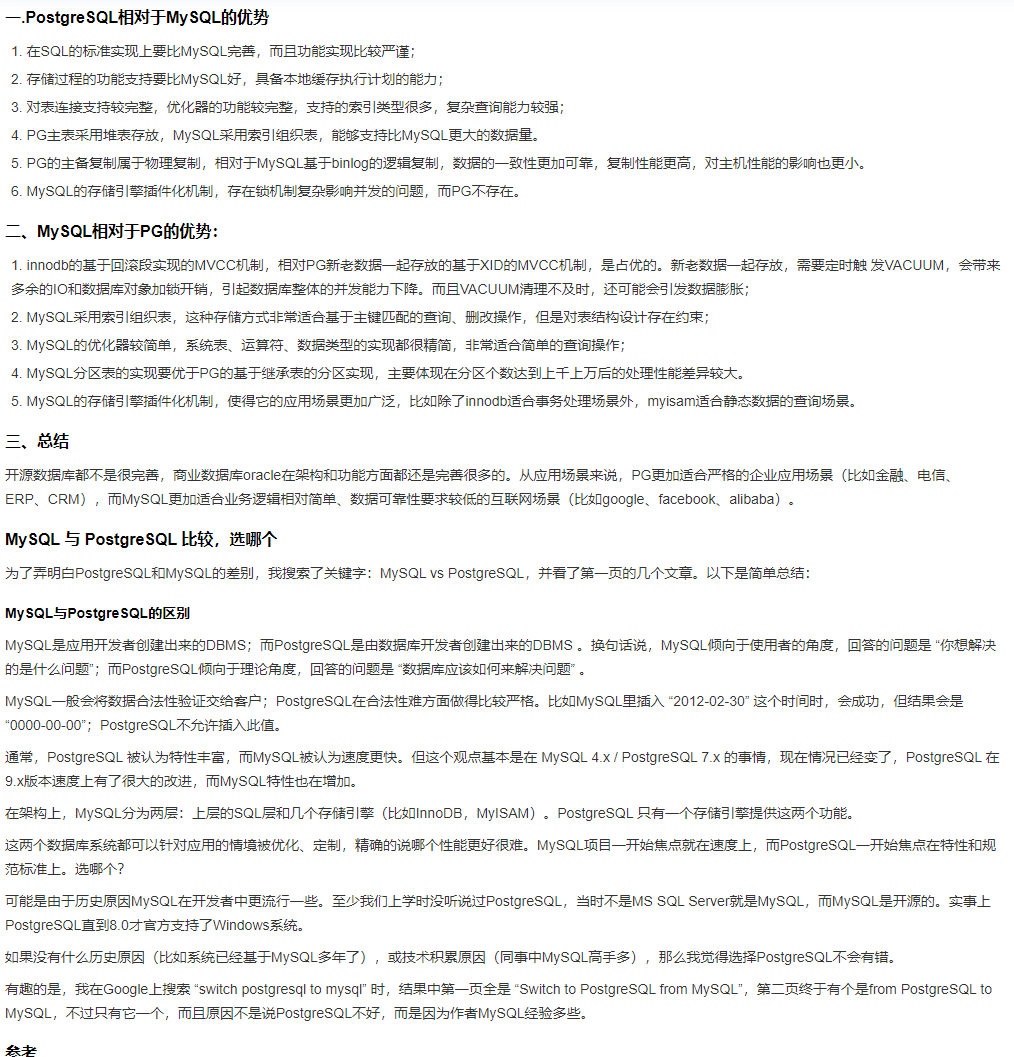 一.PostgreSQL相对于MySQL的优势
1. 在SQL的标准实现上要比MySQL完善，而且功能实现比较严谨；
2. 存储过程的功能支持要比MySQL好，具备本地缓存执行计划的能力；
3. 对表连接支持较完整，优化器的功能较完整，支持的索引类型很多，复杂查询能力较强；
4. PG主表采用堆表存放，MySQL采用索引组织表，能够支持比MySQL更大的数据量。
5. PG的主备复制属于物理复制，相对于MySQL基于binlog的逻辑复制，数据的一致性更加可靠，复制性能更高，对主机性能的影响也更小。
6. MySQL的存储引擎插件化机制，存在锁机制复杂影响并发的问题，而PG不存在。
二、MySQL相对于PG的优势：
1. innodb的基于回滚段实现的MVCC机制，相对PG新老数据一起存放的基于XID的MVCC机制，是占优的。新老数据一起存放，需要定时触 发VACUUM，会带来
多余的IO和数据库对象加锁开销，引起数据库整体的并发能力下降。而且VACUUM清理不及时，还可能会引发数据膨胀；
2. MySQL采用索引组织表，这种存储方式非常适合基于主键匹配的查询、删改操作，但是对表结构设计存在约束；
3. MySQL的优化器较简单，系统表、运算符、数据类型的实现都很精简，非常适合简单的查询操作；
4. MySQL分区表的实现要优于PG的基于继承表的分区实现，主要体现在分区个数达到上千上万后的处理性能差异较大。
5. MySQL的存储引擎插件化机制，使得它的应用场景更加广泛，比如除了innodb适合事务处理场景外，myisam适合静态数据的查询场景。
三、总结
开源数据库都不是很完善，商业数据库oracle在架构和功能方面都还是完善很多的。从应用场景来说，PG更加适合严格的企业应用场景（比如金融、电信、
ERP、CRM），而MySQL更加适合业务逻辑相对简单、数据可靠性要求较低的互联网场景（比如google、facebook、alibaba）。
MySQL 与 PostgreSQL 比较，选哪个
为了弄明白PostgreSQL和MySQL的差别，我搜索了关键字：MySQL vs PostgreSQL，并看了第一页的几个文章。以下是简单总结：
MySQL与PostgreSQL的区别
MySQL是应用开发者创建出来的DBMS；而PostgreSQL是由数据库开发者创建出来的DBMS 。换句话说，MySQL倾向于使用者的角度，回答的问题是 “你想解决
的是什么问题”；而PostgreSQL倾向于理论角度，回答的问题是 “数据库应该如何来解决问题” 。
MySQL一般会将数据合法性验证交给客户；PostgreSQL在合法性难方面做得比较严格。比如MySQL里插入 “2012-02-30” 这个时间时，会成功，但结果会是
“0000-00-00”；PostgreSQL不允许插入此值。
通常，PostgreSQL 被认为特性丰富，而MySQL被认为速度更快。但这个观点基本是在 MySQL 4.x / PostgreSQL 7.x 的事情，现在情况已经变了，PostgreSQL 在
9.x版本速度上有了很大的改进，而MySQL特性也在增加。
在架构上，MySQL分为两层：上层的SQL层和几个存储引擎（比如InnoDB，MyISAM）。PostgreSQL 只有一个存储引擎提供这两个功能。
这两个数据库系统都可以针对应用的情境被优化、定制，精确的说哪个性能更好很难。MySQL项目一开始焦点就在速度上，而PostgreSQL一开始焦点在特性和规
范标准上。选哪个？
可能是由于历史原因MySQL在开发者中更流行一些。至少我们上学时没听说过PostgreSQL，当时不是MS SQL Server就是MySQL，而MySQL是开源的。实事上
PostgreSQL直到8.0才官方支持了Windows系统。
如果没有什么历史原因（比如系统已经基于MySQL多年了），或技术积累原因（同事中MySQL高手多），那么我觉得选择PostgreSQL不会有错。
有趣的是，我在Google上搜索 “switch postgresql to mysql” 时，结果中第一页全是 “Switch to PostgreSQL from MySQL”，第二页终于有个是from PostgreSQL to
MySQL，不过只有它一个，而且原因不是说PostgreSQL不好，而是因为作者MySQL经验多些。
参考